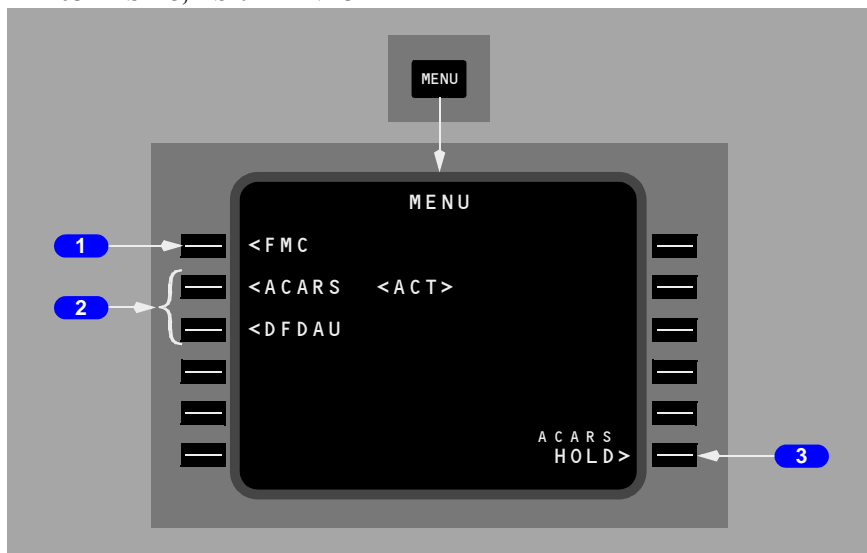 MENU
MENU
1
<FMC
2
<ACARS <ACT>
<DFDAU
ACARS
HOLD>
3